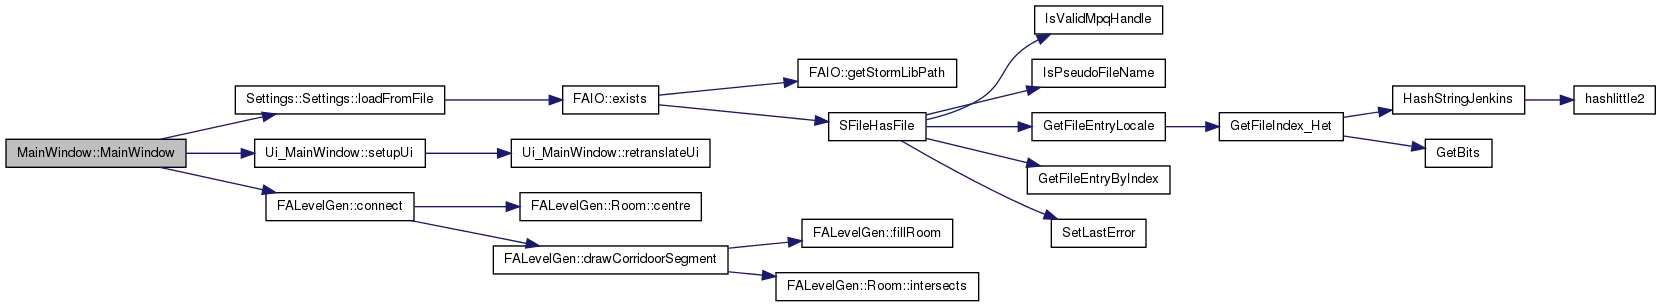 MainWindow::MainWindow
Settings::Settings::loadFromFile
FAIO::exists
FAIO::getStormLibPath
SFileHasFile
IsValidMpqHandle
IsPseudoFileName
GetFileEntryLocale
GetFileIndex_Het
HashStringJenkins
hashlittle2
GetBits
GetFileEntryByIndex
SetLastError
Ui_MainWindow::setupUi
Ui_MainWindow::retranslateUi
FALevelGen::connect
FALevelGen::Room::centre
FALevelGen::drawCorridoorSegment
FALevelGen::fillRoom
FALevelGen::Room::intersects